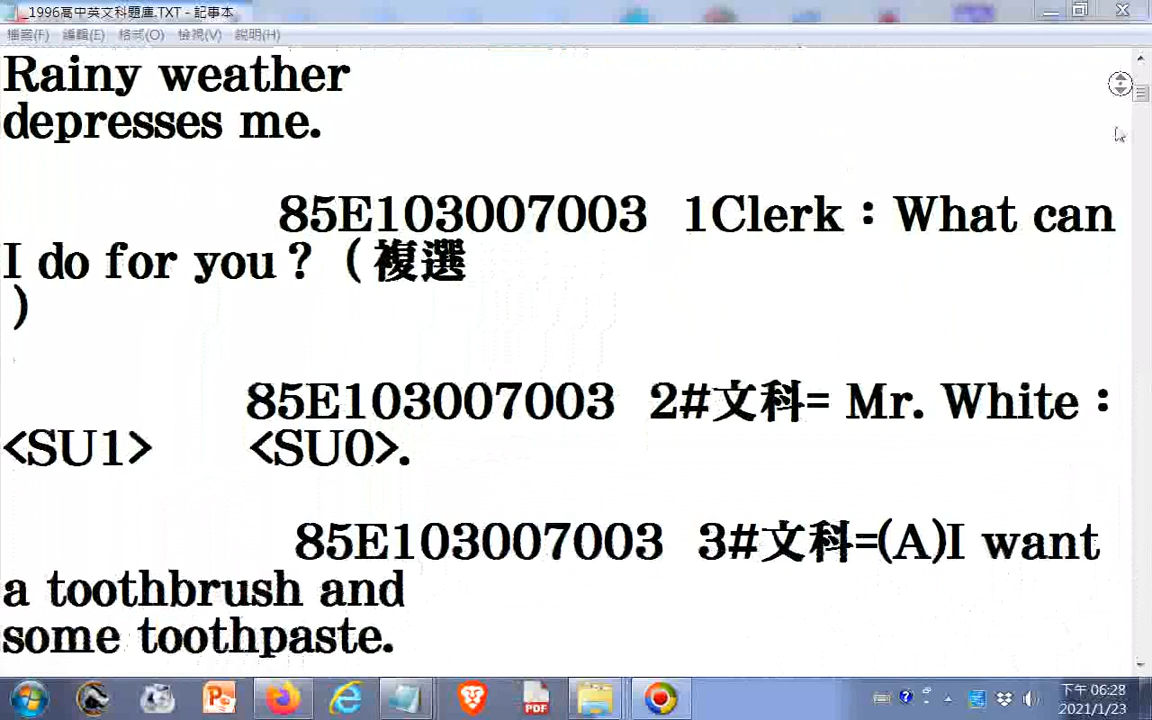 _1996高中英文科題庫.TXT - 記事本
檔案(F) 編輯(E) 格式(O) 檢視(V) 說明(H)
Rainy weather
depresses me.
85E103007003 1Clerk：What can
I do for you？（複選
）
85E103007003 2#文科= Mr. White：
<SU1> <SU0>.
85E103007003 3#文科=(A)I want
a toothbrush and
some toothpaste.
PDF
下午 06:28
2021/1/23